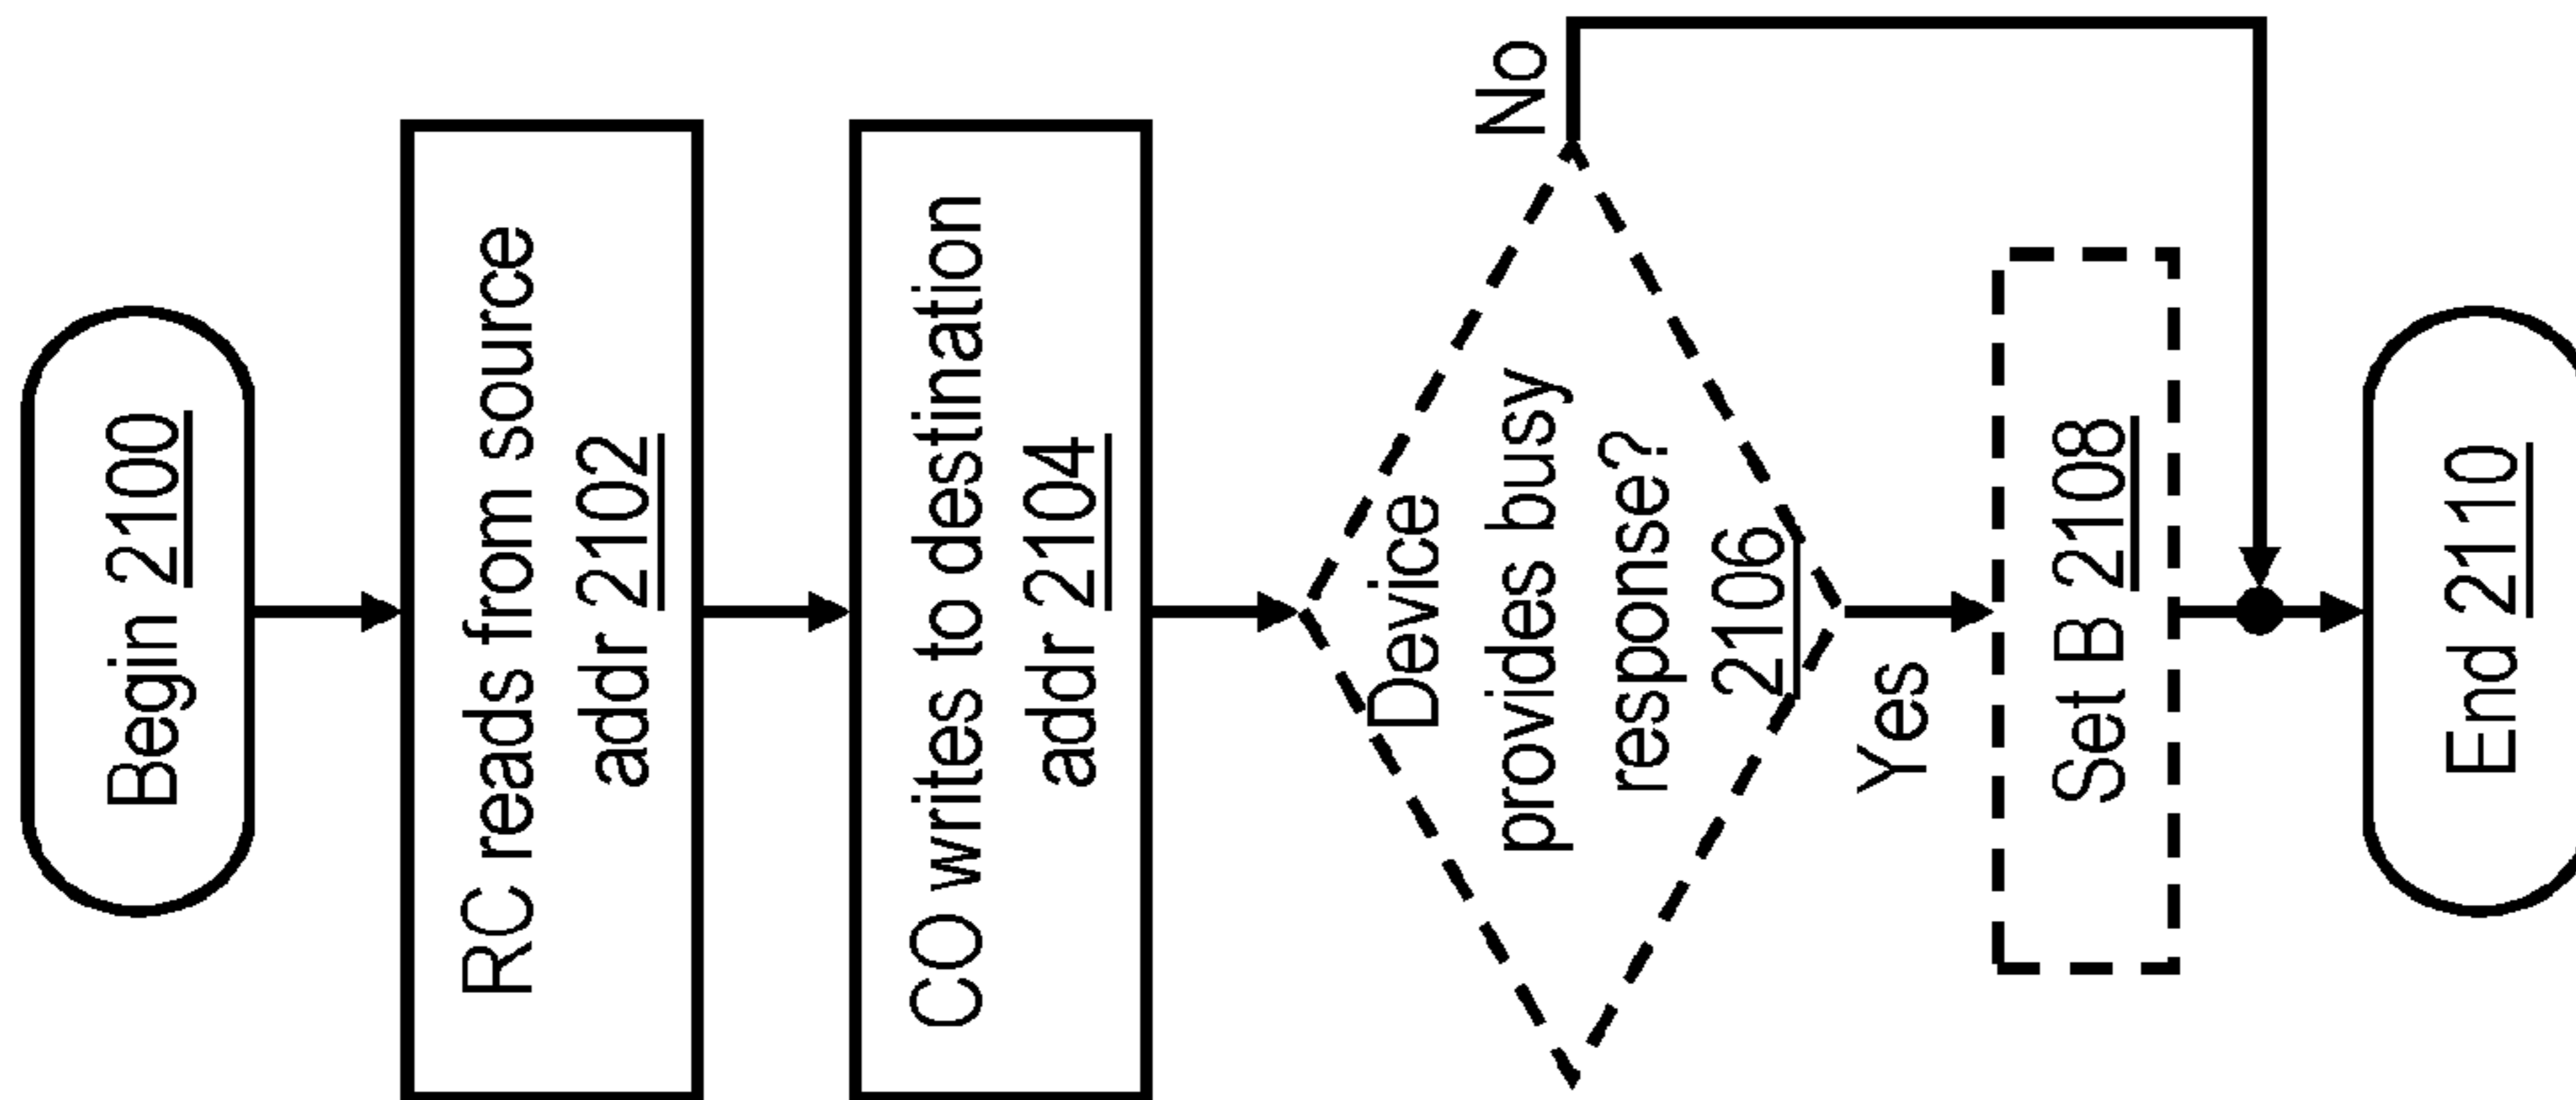 Begin 2100
RC reads from source
addr 2102
CO writes to destination
addr 2104
Device
provides busy
response?
2106
No
Yes
Set B 2108
End 2110